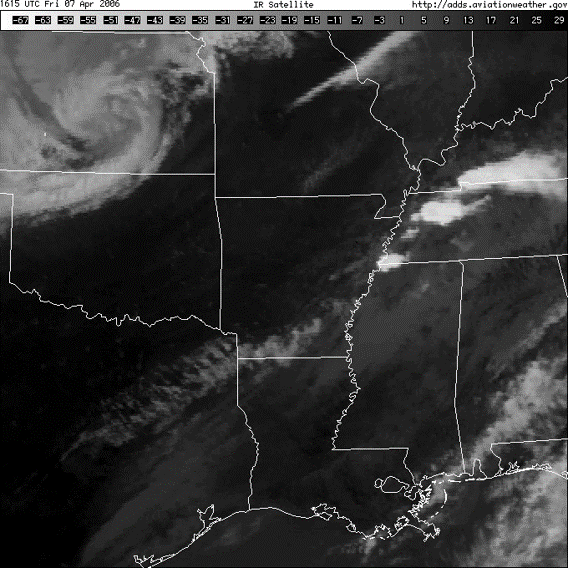 1615 UTC Fri 07 Apr 2006 IR Satellite http://adds.aviationweather.gov
-67 -63 -59 -55 -51 -47 -43 -39 -35 -31 -27 -23 -19 -15 -11 -7 -3 1 5 9 13 17 21 25 29